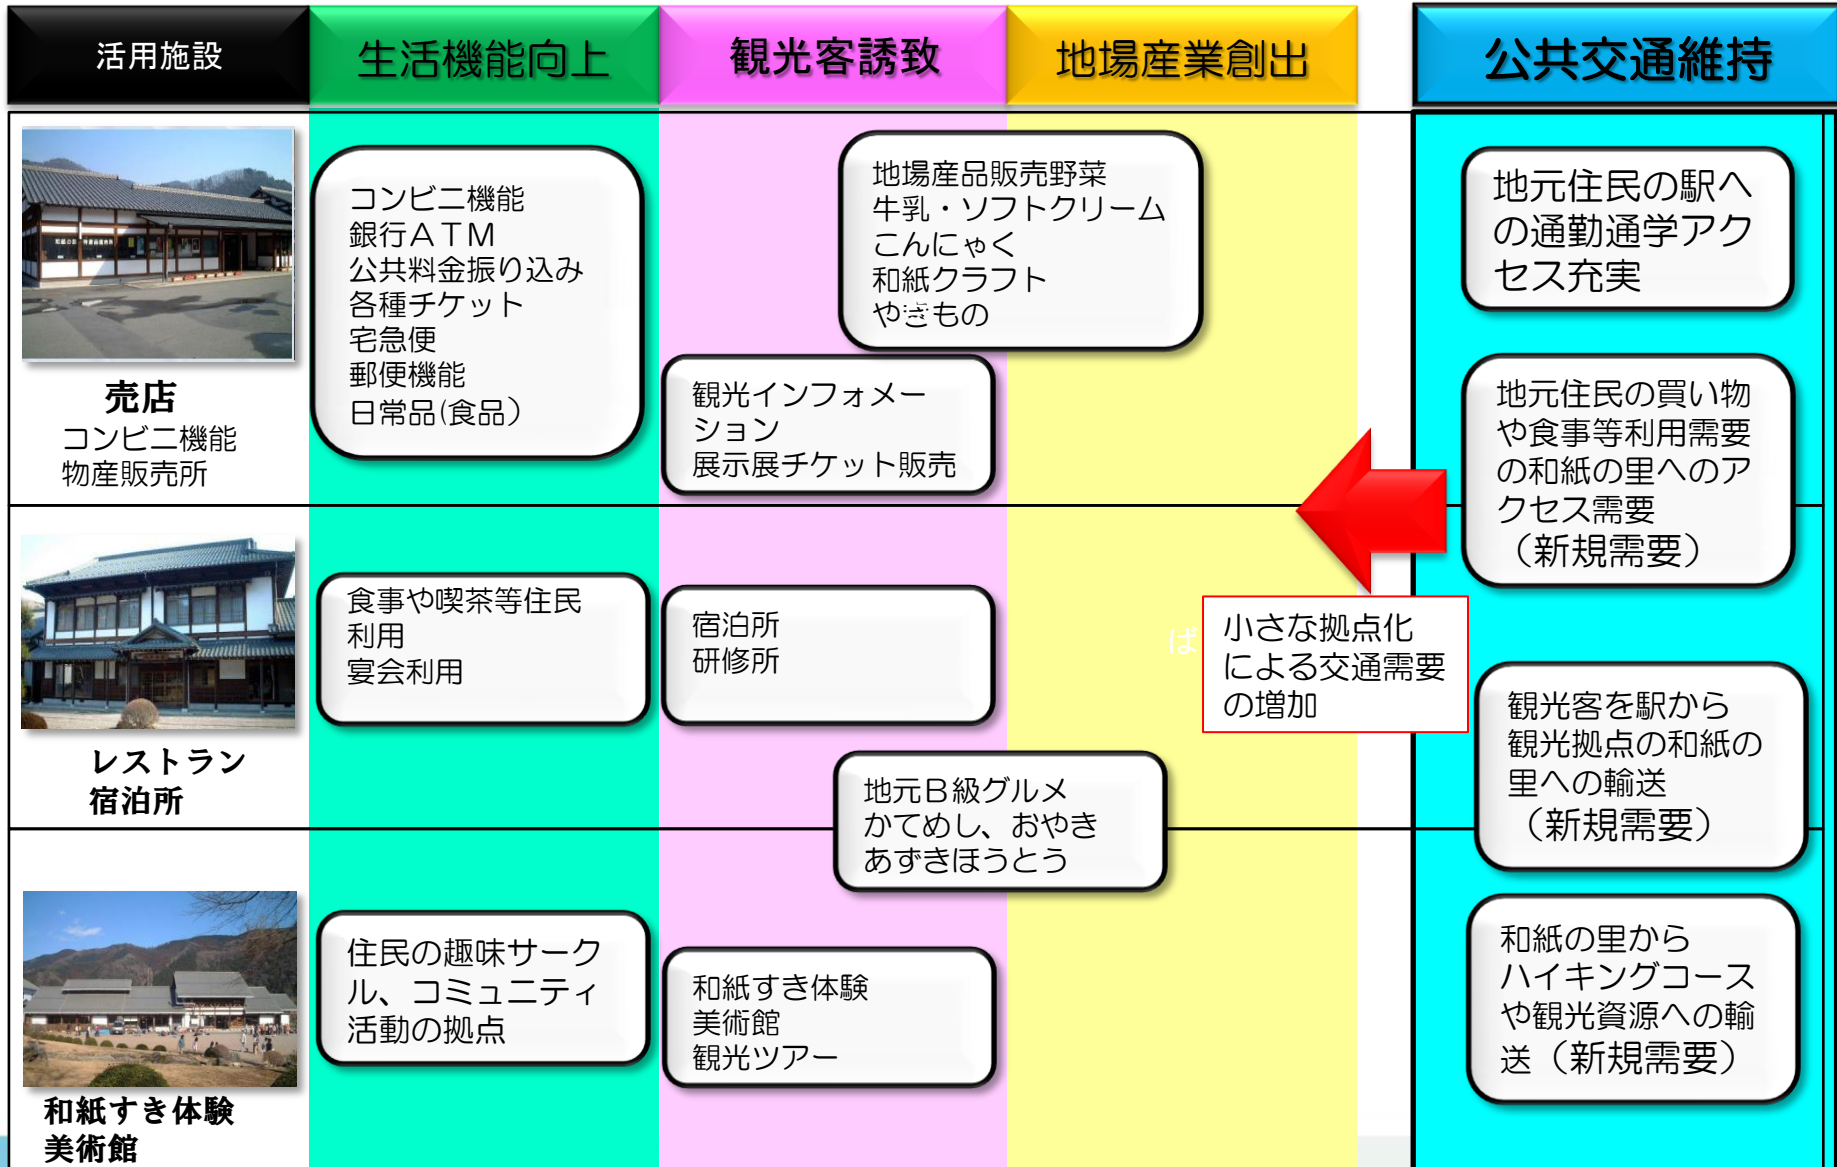 活用施設
生活機能向上
観光客誘致
地場産業創出
公共交通維持
売店
コンビニ機能
物産販売所
コンビニ機能
銀行ATM
公共料金振り込み
各種チケット
宅急便
郵便機能
日常品(食品)
地場産品販売野菜
牛乳・ソフトクリーム
こんにゃく
和紙クラフト
やきもの
観光インフォメー
ション
展示展チケット販売
地元住民の駅へ
の通勤通学アク
セス充実
地元住民の買い物
や食事等利用需要
の和紙の里へのア
クセス需要
(新規需要)
レストラン
宿泊所
食事や喫茶等住民
利用
宴会利用
宿泊所
研修所
ば
小さな拠点化
による交通需要
の増加
地元B級グルメ
かてめし、おやき
あずきほうとう
観光客を駅から
観光拠点の和紙の
里への輸送
(新規需要)
和紙すき体験
美術館
住民の趣味サーク
ル、コミュニティ
活動の拠点
和紙すき体験
美術館
観光ツアー
和紙の里から
ハイキングコース
や観光資源への輸
送(新規需要)